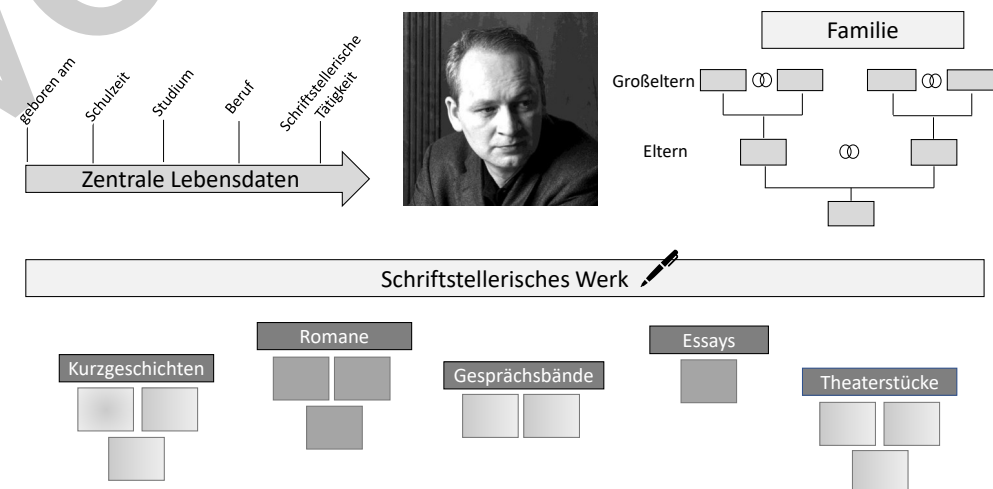 geboren am
Schulzeit
Studium
Beruf
Schriftstellerische
Tätigkeit
Zentrale Lebensdaten
Familie
Großeltern
Eltern
Schriftstellerisches Werk
Kurzgeschichten
Romane
Gesprächsbände
Essays
Theaterstücke